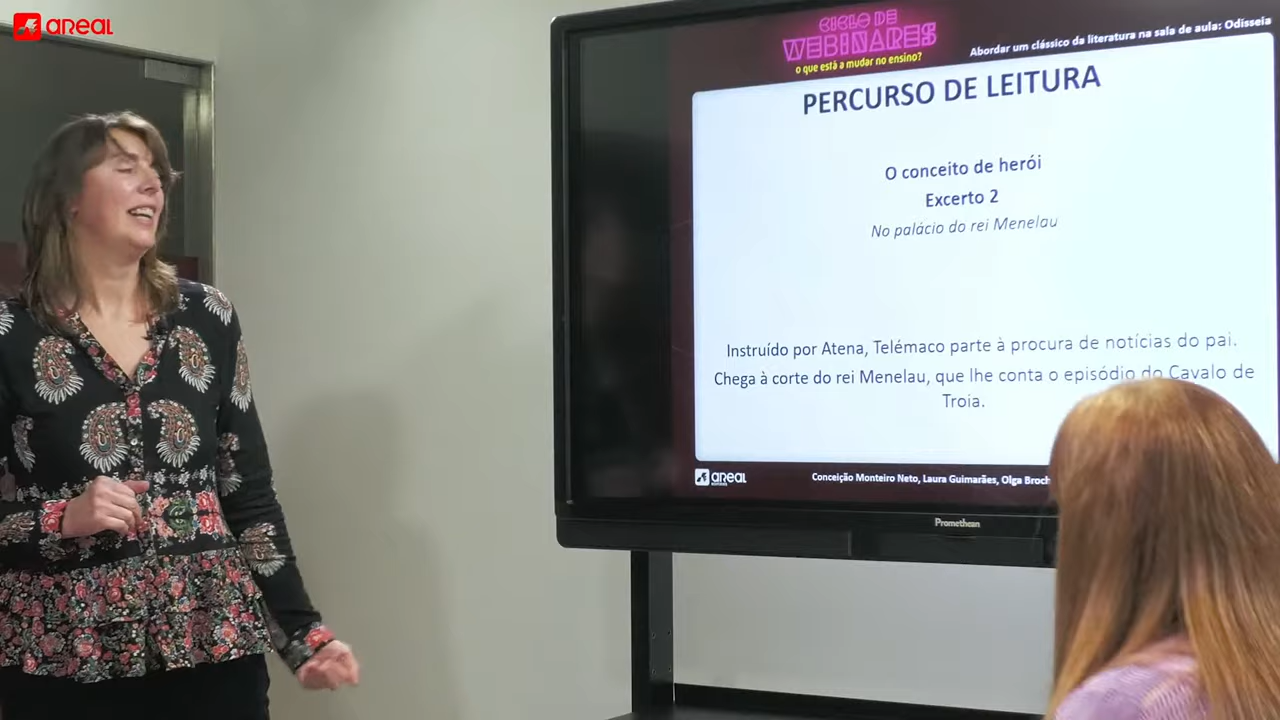 areal
CICLO DE
WEBINARES
o que está a mudar no ensino?
Abordar um clássico da literatura na sala de aula: Odisseia
PERCURSO DE LEITURA
O conceito de herói
Excerto 2
No palácio do rei Menelau
Instruído por Atena, Telémaco parte à procura de notícias do pai.
Chega à corte do rei Menelau, que lhe conta o episódio do Cavalo de
Troia.
areal
Conceição Monteiro Neto, Laura Guimarães, Olga Broch
Promethean